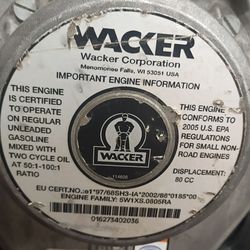 WACKER
Wacker Corporation
Menomonee Falls, WI 53051 USA
IMPORTANT ENGINE INFORMATION
THIS ENGINE
IS CERTIFIED
TO OPERATE
ON REGULAR
UNLEADED
GASOLINE
MIXED WITH
TWO CYCLE OIL
AT 50:1-100:1
RATIO
WACKER
114608
THIS ENGINE
CONFORMS TO
2005 U.S. EPA
REGULATIONS
FOR SMALL NON-
ROAD ENGINES
DISPLACEMENT:
80 CC
EU CERT.NO.:e1*97/68SH3-IA*2002/88*0185*00
ENGINE FAMILY: 5W1XS.0805RA
016273402036